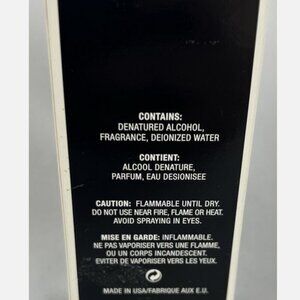 CONTAINS:
DENATURED ALCOHOL,
FRAGRANCE, DEIONIZED WATER
CONTIENT:
ALCOOL DENATURE,
PARFUM, EAU DESIONISEE
CAUTION: FLAMMABLE UNTIL DRY.
DO NOT USE NEAR FIRE, FLAME OR HEAT.
AVOID SPRAYING IN EYES.
MISE EN GARDE: INFLAMMABLE.
NE PAS VAPORISER VERS UNE FLAMME,
OU UN CORPS INCANDESCENT.
EVITER DE VAPORISER VERS LES YEUX.
MADE IN USA/FABRIQUE AUX E.U.